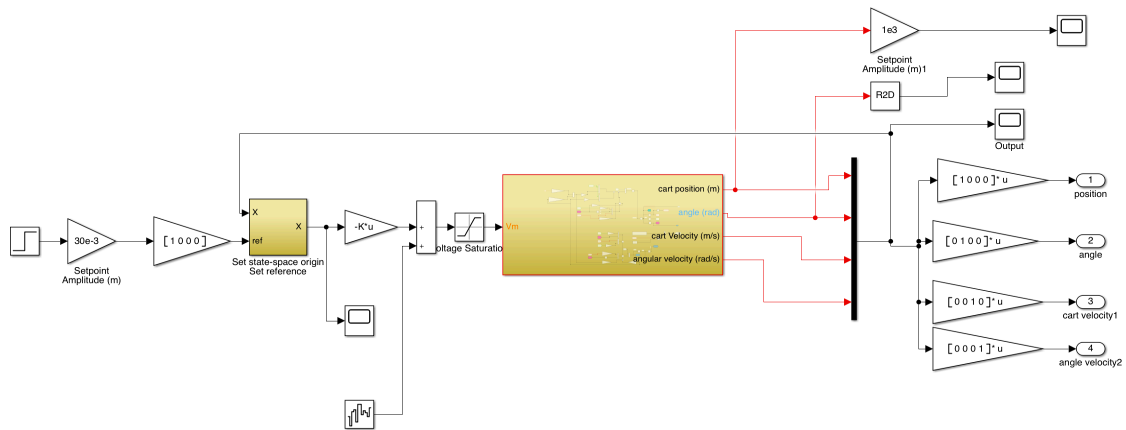 1e3
Setpoint
Amplitude (m)1
R2D
Output
cart position (m)
[ 1 0 0 0 ]* u
1
position
X
angle (rad)
30e-3
[ 1 0 0 0 ]
ref
X
-K*u
+
+
oltage Saturatio
Vm
cart Velocity (m/s)
[ 0 1 0 0 ]* u
2
angle
Setpoint
Amplitude (m)
Set state-space origin
Set reference
angular velocity (rad/s)
[ 0 0 1 0 ]* u
3
cart velocity1
[ 0 0 0 1 ]* u
4
angle velocity2